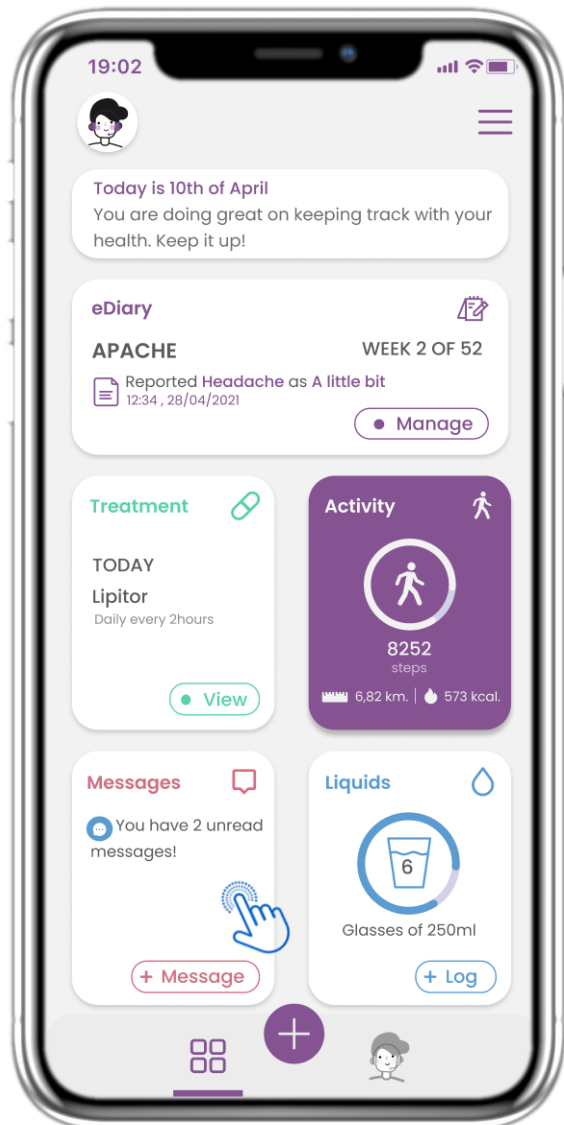 19:02
Today is 10th of April
You are doing great on keeping track with your
health. Keep it up!
eDiary
APACHE
WEEK 2 OF 52
Reported Headache as A little bit
12:34 , 28/04/2021
Manage
Treatment
TODAY
Lipitor
Daily every 2hours
View
Activity
8252
steps
6,82 km.
573 kcal.
Messages
You have 2 unread
messages!
+ Message
Liquids
6
Glasses of 250ml
+ Log